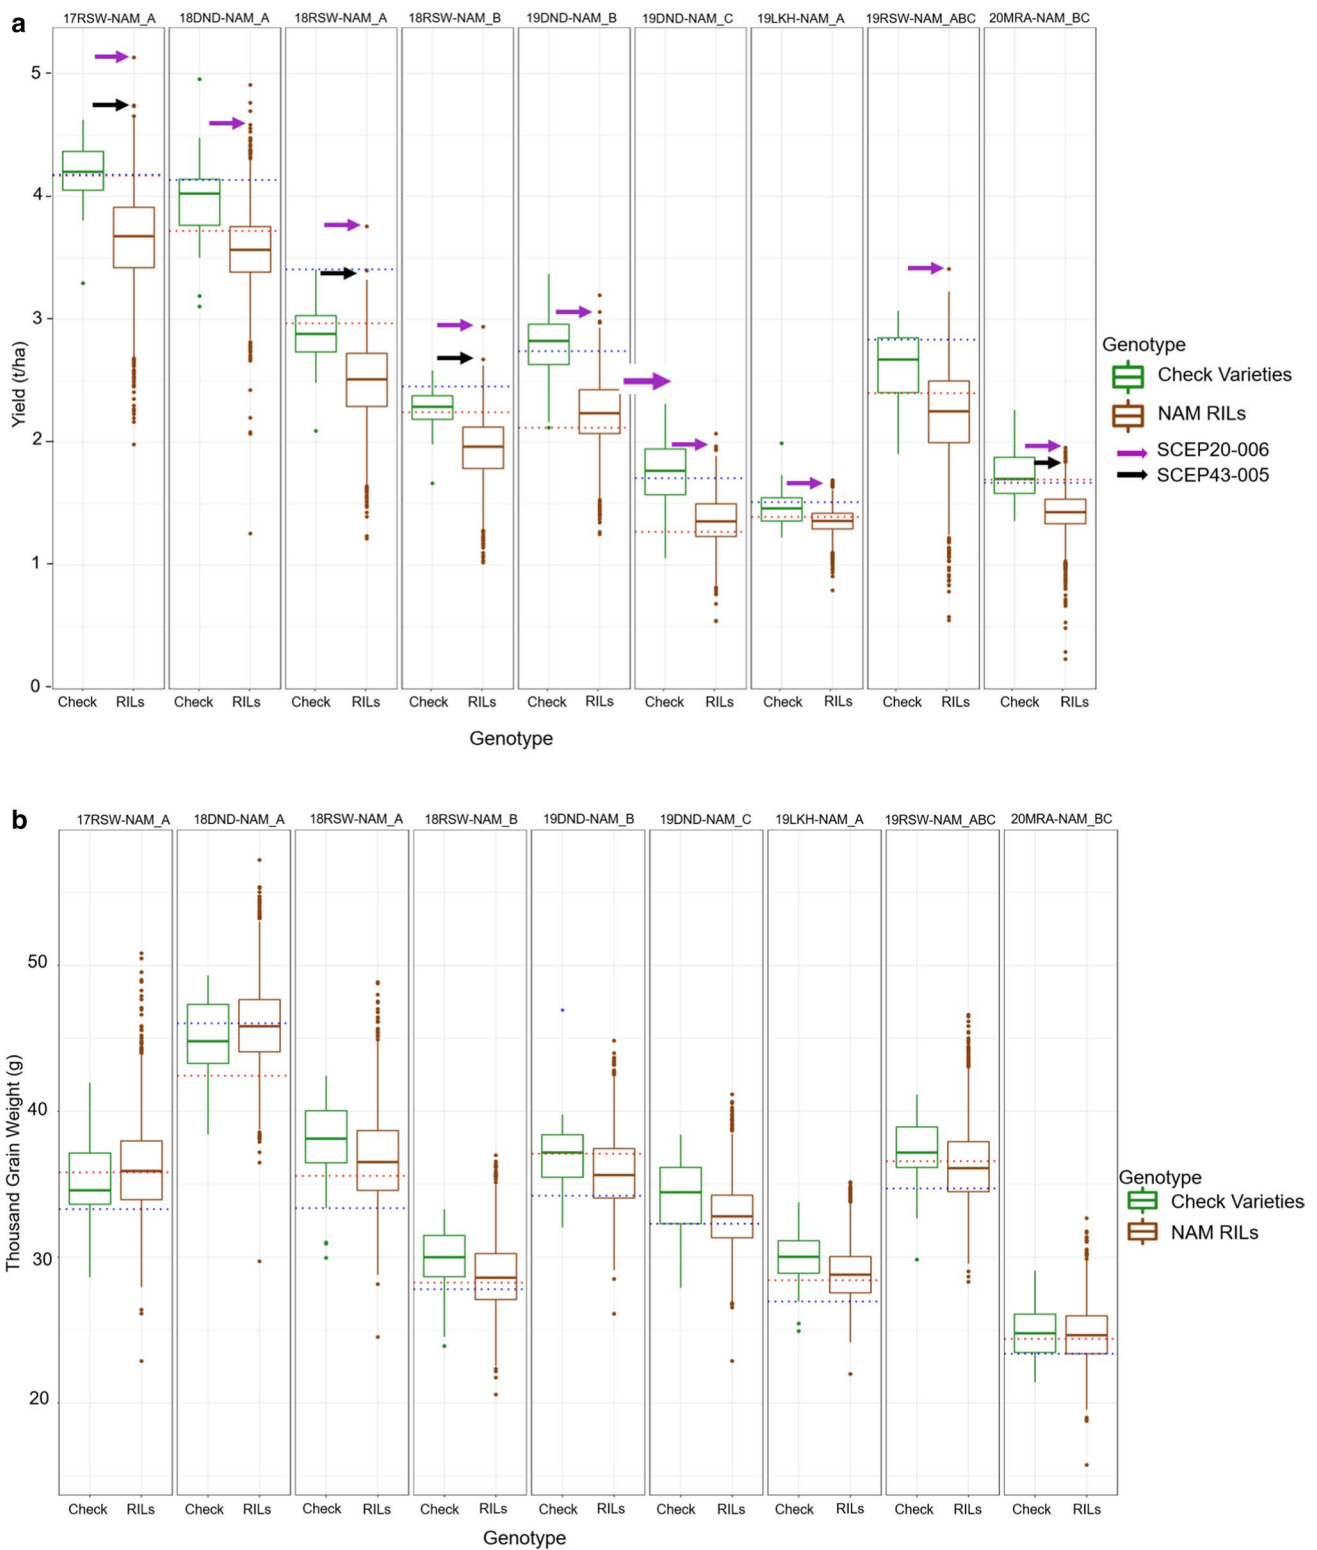 a
17RSW-NAM_A 18DND-NAM_A 18RSW-NAM_A 18RSW-NAM_B 19DND-NAM_B 19DND-NAM_C 19LKH-NAM_A 19RSW-NAM_ABC 20MRA-NAM_BC
5
4
3
2
1
0
Yield (t/ha)
Check RILs Check RILs Check RILs Check RILs Check RILs Check RILs Check RILs Check RILs Check RILs
Genotype
Genotype
Check Varieties
NAM RILs
SCEP20-006
SCEP43-005
b
17RSW-NAM_A 18DND-NAM_A 18RSW-NAM_A 18RSW-NAM_B 19DND-NAM_B 19DND-NAM_C 19LKH-NAM_A 19RSW-NAM_ABC 20MRA-NAM_BC
50
40
30
20
Thousand Grain Weight (g)
Check RILs Check RILs Check RILs Check RILs Check RILs Check RILs Check RILs Check RILs Check RILs
Genotype
Genotype
Check Varieties
NAM RILs